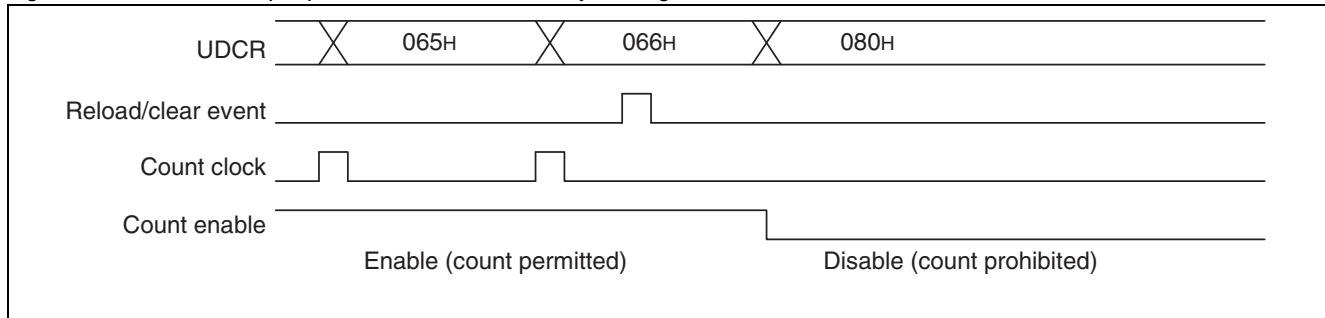 UDCR 065H 066H 080H
Reload/clear event
Count clock
Count enable
Enable (count permitted) Disable (count prohibited)